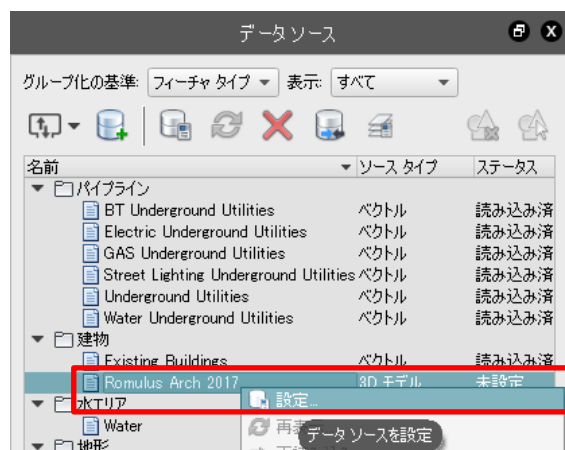 データ ソース
グループ化の基準: フィーチャ タイプ 表示: すべて
名前 ソース タイプ ステータス
パイプライン
BT Underground Utilities ベクトル 読み込み済
Electric Underground Utilities ベクトル 読み込み済
GAS Underground Utilities ベクトル 読み込み済
Street Lighting Underground Utilities ベクトル 読み込み済
Underground Utilities ベクトル 読み込み済
Water Underground Utilities ベクトル 読み込み済
建物
Existing Buildings ベクトル 読み込み済
Romulus Arch 2017 3D モデル 未設定
水エリア 設定...
Water 再表 データ ソースを設定
地形